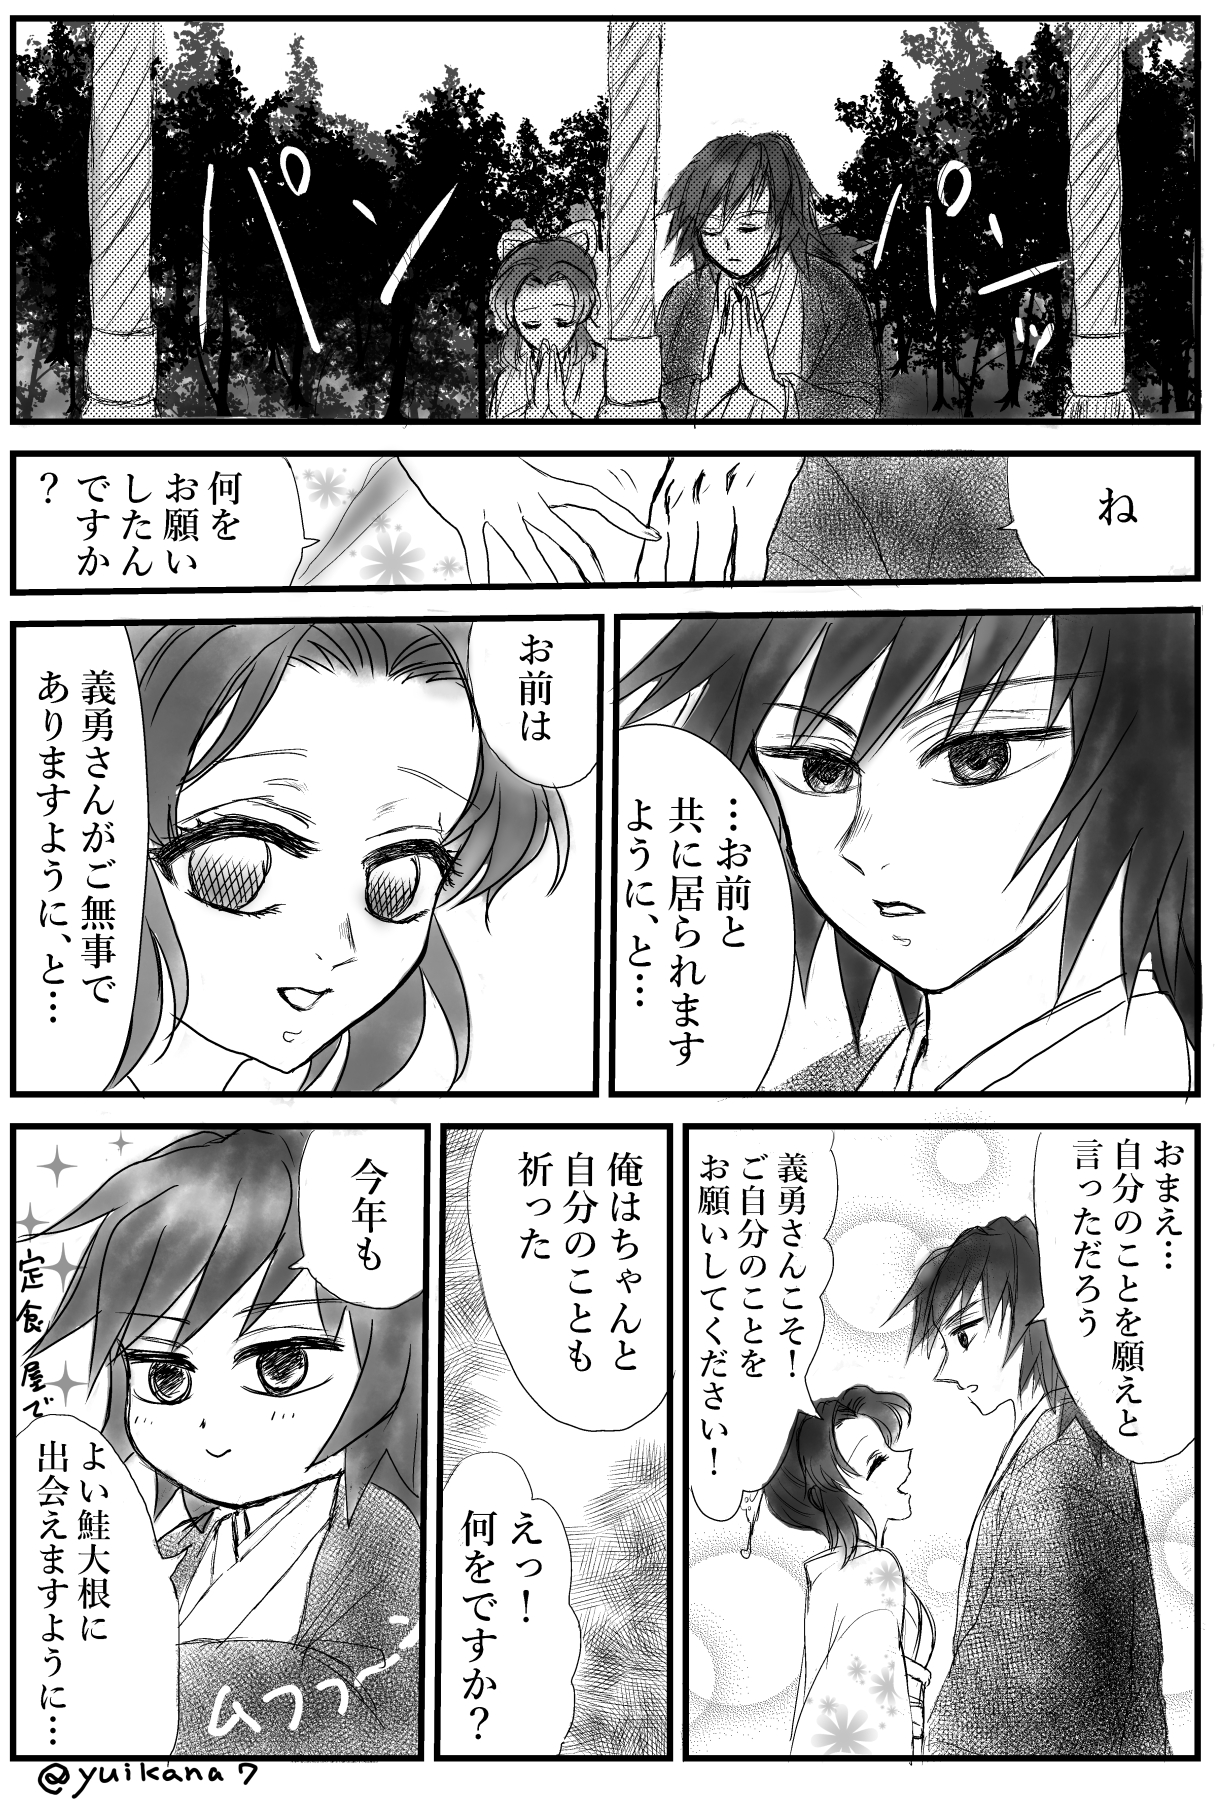 パンパーンッ
ね
何を
お願い
したん
ですか
?
…お前と
共に居られます
ように、と…
お前は
義勇さんがご無事で
ありますように、と…
おまえ…
自分のことを願えと
言っただろう
義勇さんこそ!
ご自分のことを
お願いしてください!
俺はちゃんと
自分のことも
祈った
えっ!
何をですか?
今年も
定食屋で
よい鮭大根に
出会えますように…
ムフフ〜ン
@yuikana7